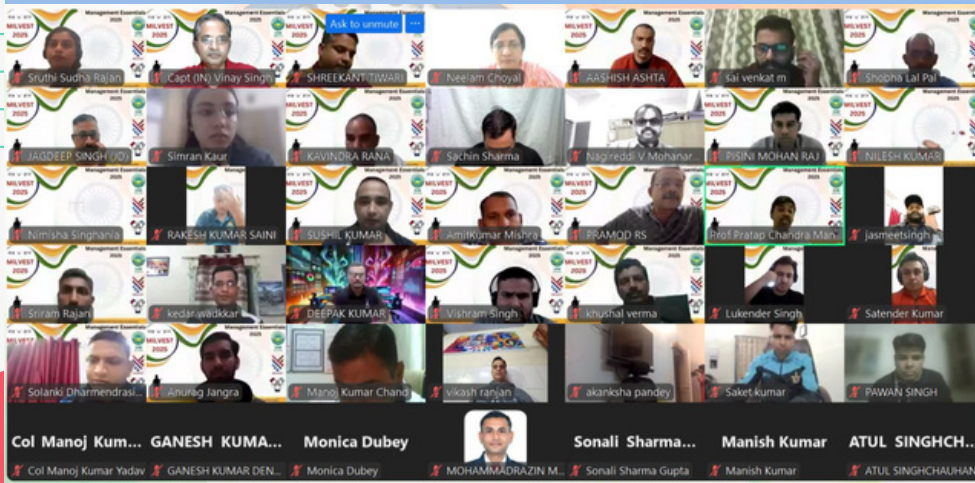 Ask to unmute ...
MILVEST 2025 Management Essentials 2025
Sruthi Sudha Rajan
Capt (IN) Vinay Singh
SHREEKANT TIWARI
Neelam Choyal
AASHISH ASHTA
sai venkat m
Shobha Lal Pal
JAGDEEP SINGH (JD)
Simran Kaur
KAVINDRA RANA
Sachin Sharma
Nagireddi V Mohanar...
PISINI MOHAN RAJ
NILESH KUMAR
Nimisha Singhania
RAKESH KUMAR SAINI
SUSHIL KUMAR
AmitKumar Mishra
PRAMOD RS
Prof Pratap Chandra Man
jasmeetsingh
Sriram Rajan
kedar wadkkar
DEEPAK KUMAR
Vishram Singh
khushal verma
Lukender Singh
Satender Kumar
Solanki Dharmendrasi...
Anurag Jangra
Manoj Kumar Chand
vikash ranjan
akanksha pandey
Saket kumar
PAWAN SINGH
Col Manoj Kum...
GANESH KUMA...
Monica Dubey
Sonali Sharma...
Manish Kumar
ATUL SINGHCH...
Col Manoj Kumar Yadav
GANESH KUMAR DEN...
Monica Dubey
MOHAMMADRAZIN M...
Sonali Sharma Gupta
Manish Kumar
ATUL SINGHCHAUHAN